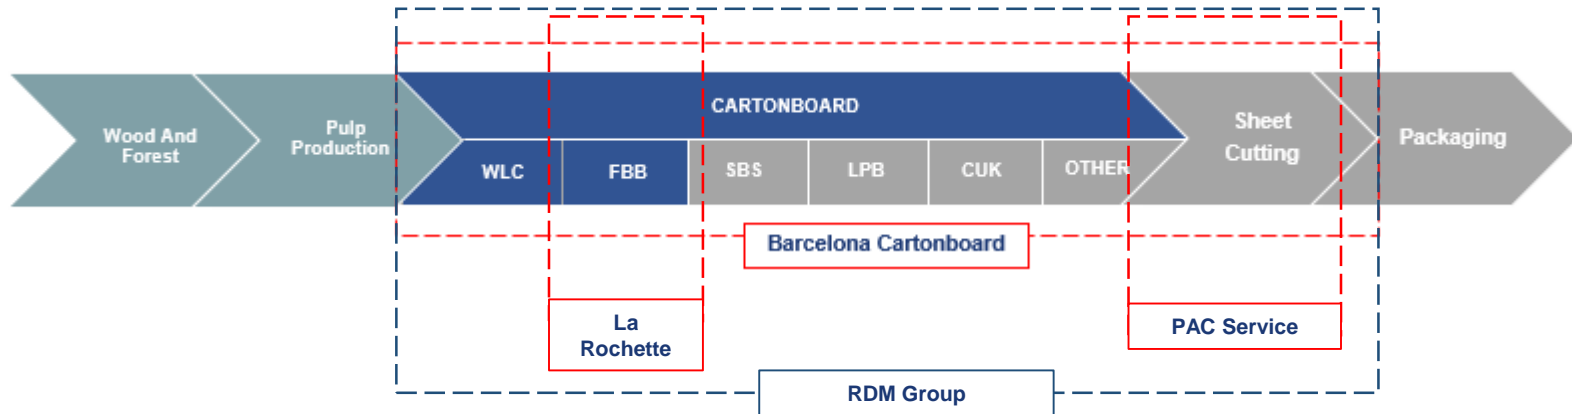 Wood And
Forest
Pulp
Production
CARTONBOARD
WLC
FBB
SBS
LPB
CUK
OTHER
Sheet
Cutting
Packaging
Barcelona Cartonboard
La
Rochette
PAC Service
RDM Group